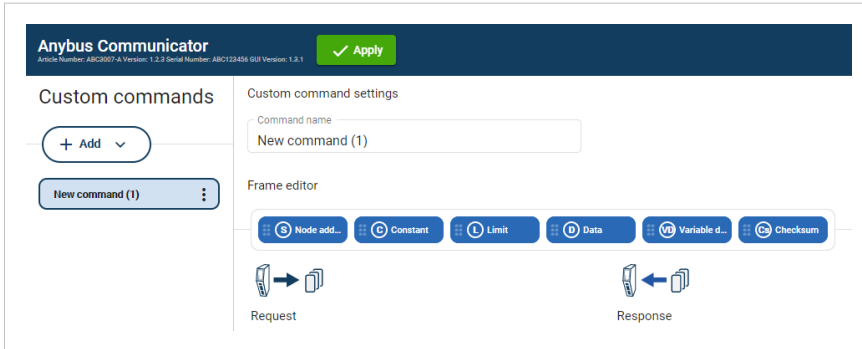 Anybus Communicator
Article Number: ABC3007-A Version: 1.2.3 Serial Number: ABC123456 GUI Version: 1.3.1
Apply
Custom commands
Add
New command (1)
Custom command settings
Command name
New command (1)
Frame editor
S Node add... C Constant L Limit D Data VD Variable d... Cs Checksum
Request
Response